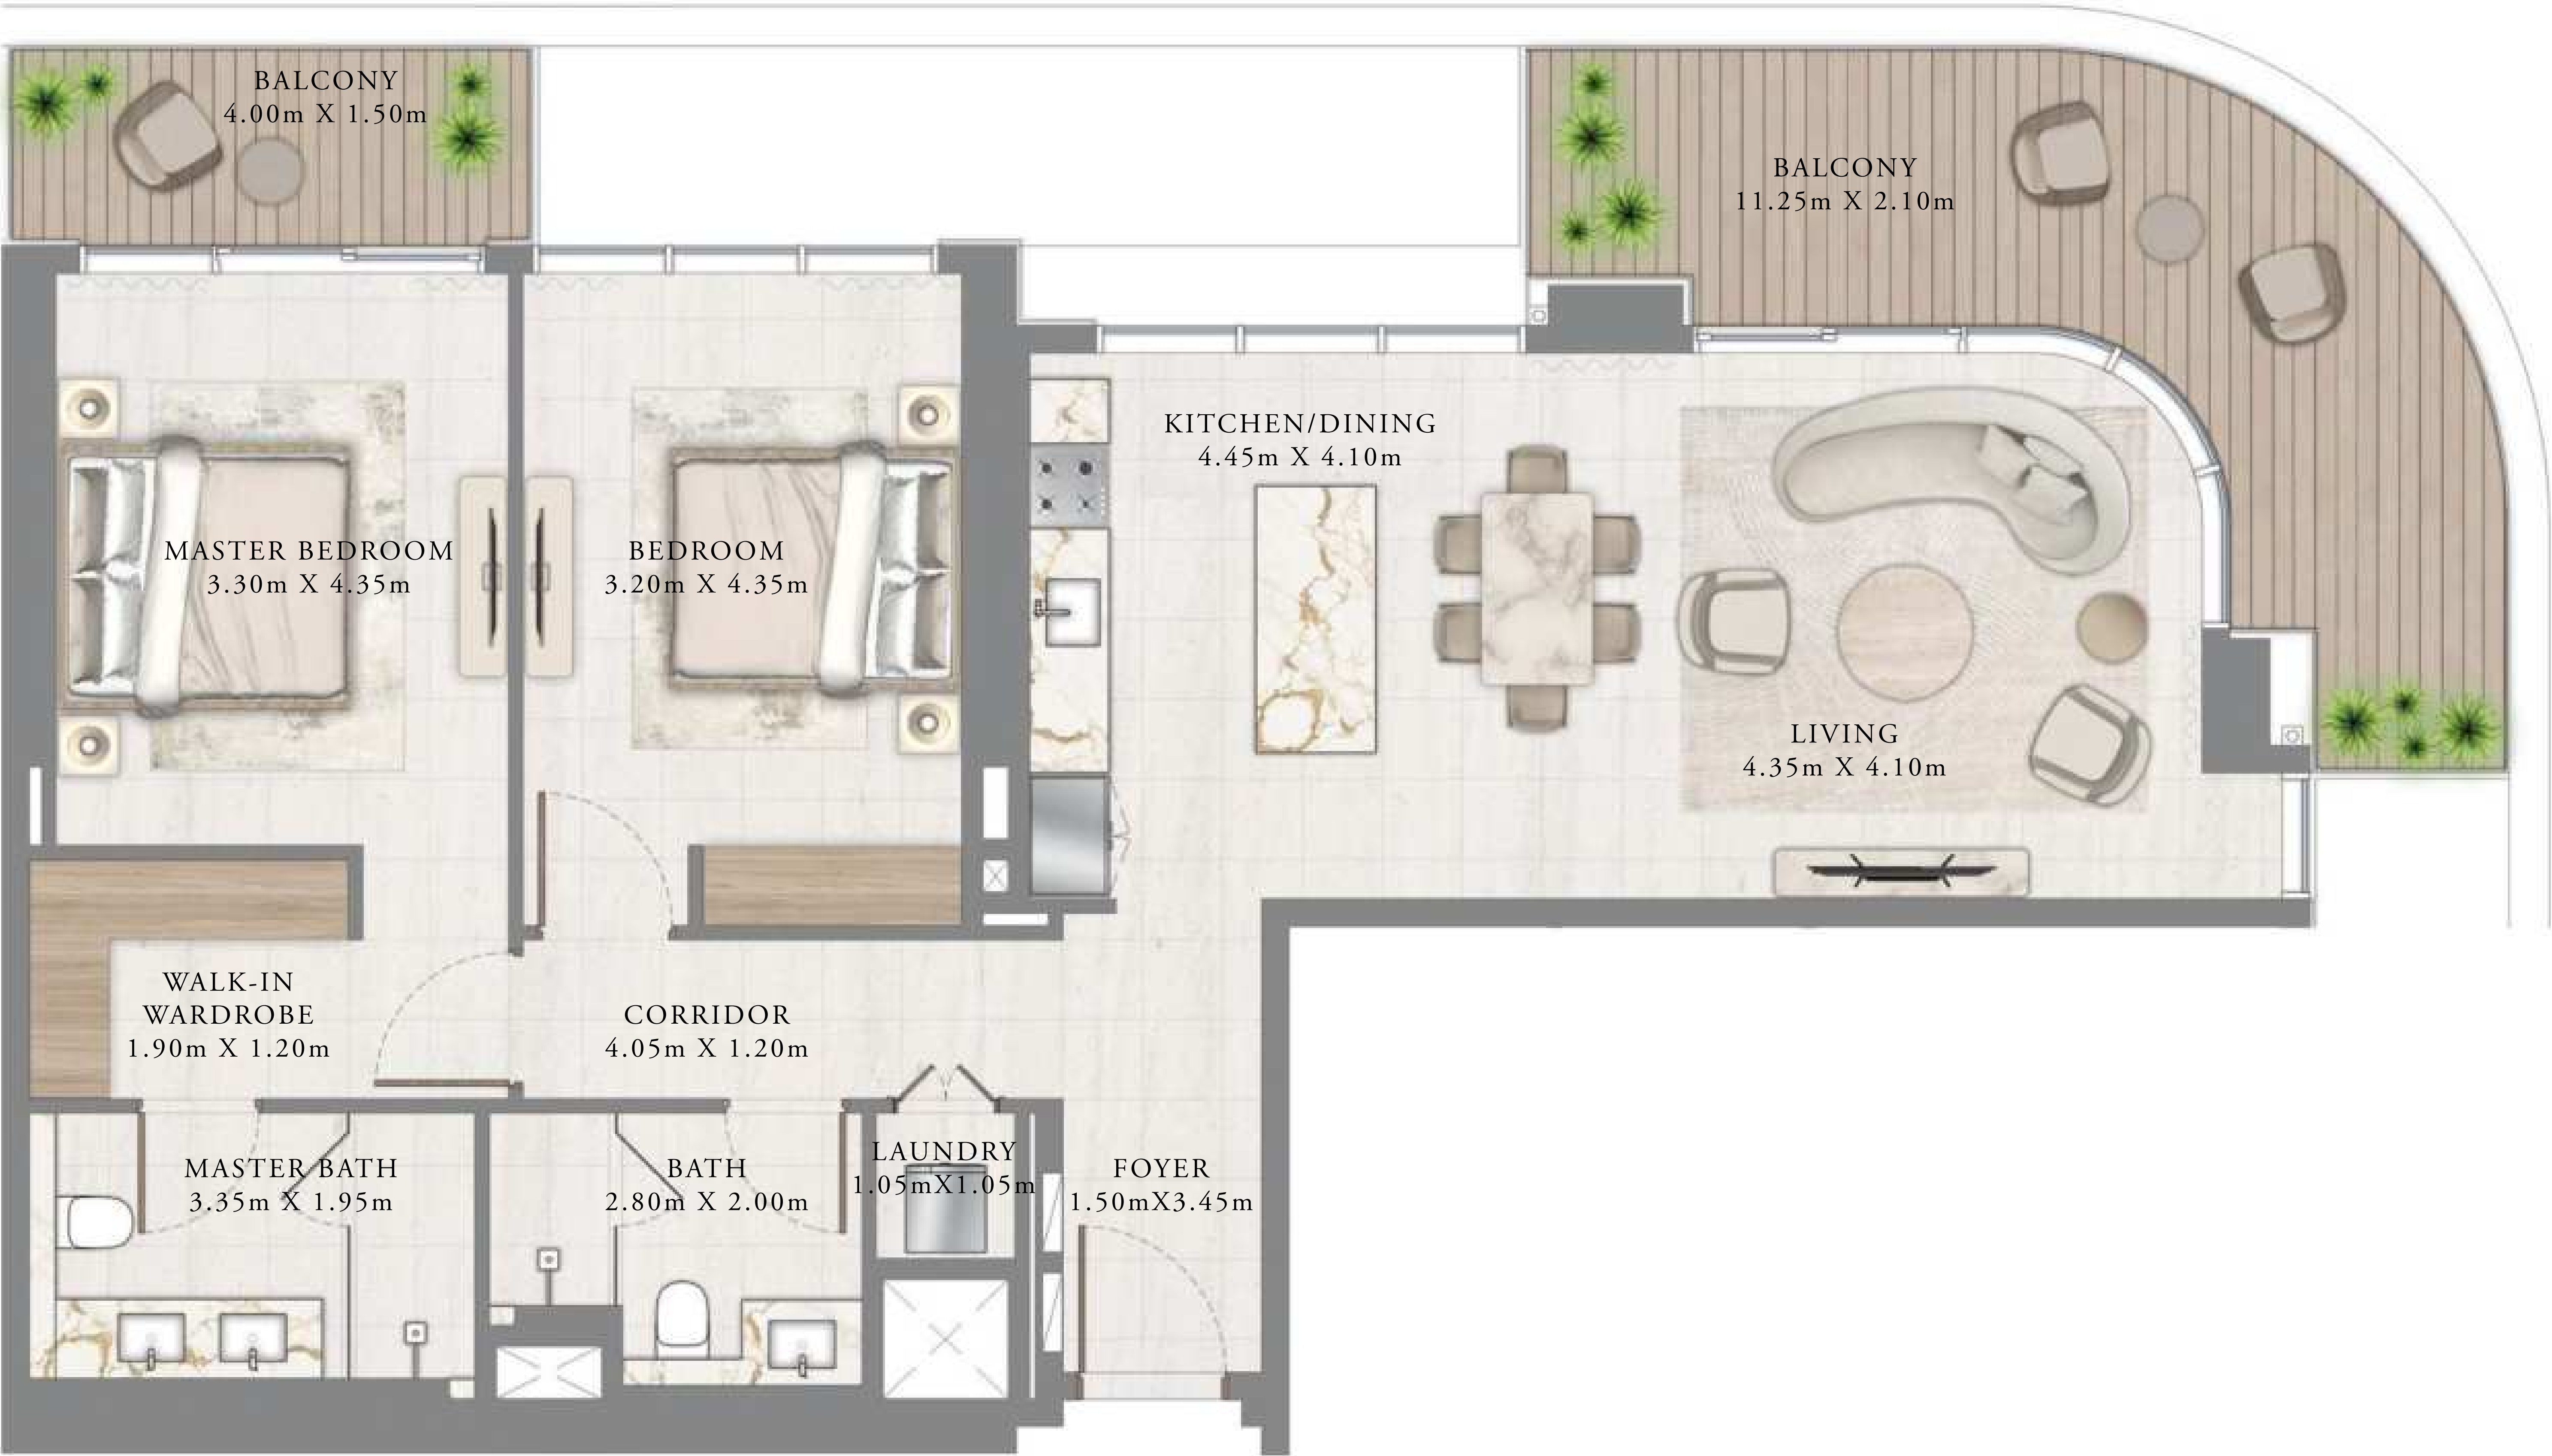 BALCONY
4.00m X 1.50m
BALCONY
11.25m X 2.10m
KITCHEN/DINING
4.45m X 4.10m
MASTER BEDROOM
3.30m X 4.35m
BEDROOM
3.20m X 4.35m
LIVING
4.35m X 4.10m
WALK-IN
WARDROBE
1.90m X 1.20m
CORRIDOR
4.05m X 1.20m
MASTER BATH
3.35m X 1.95m
BATH
2.80m X 2.00m
LAUNDRY
1.05mX1.05m
FOYER
1.50mX3.45m